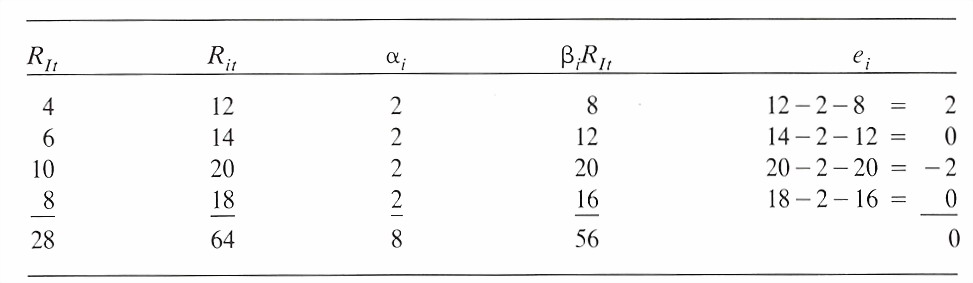 R_It R_it α_i β_iR_It e_i
4 12 2 8 12 − 2 − 8 = 2
6 14 2 12 14 − 2 − 12 = 0
10 20 2 20 20 − 2 − 20 = −2
8 18 2 16 18 − 2 − 16 = 0
28 64 8 56 0